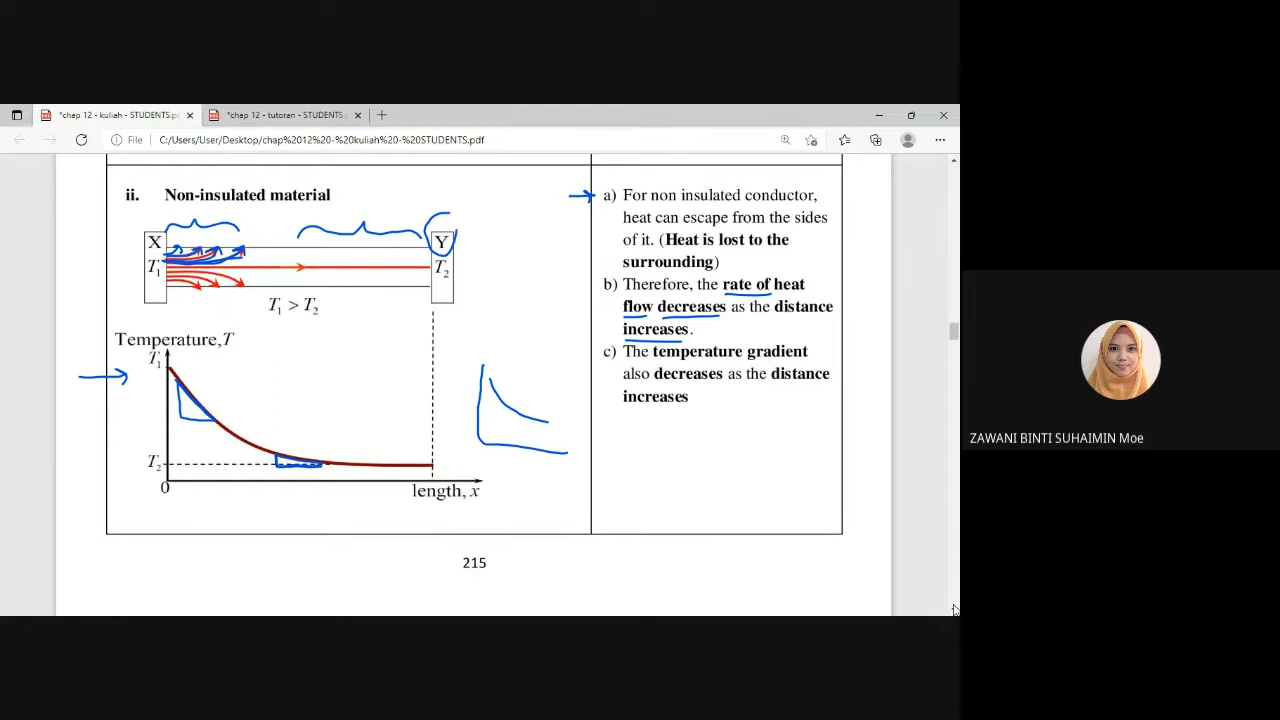 *chap 12 - kuliah - STUDENTS.p
*chap 12 - tutoran - STUDENTS.p
File
C:/Users/User/Desktop/chap%2012%20-%20kuliah%20-%20STUDENTS.pdf
ii. Non-insulated material
X
Y
T₁
T₂
T₁ > T₂
Temperature, T
T₁
T₂
0
length, x
a) For non insulated conductor,
heat can escape from the sides
of it. (Heat is lost to the
surrounding)
b) Therefore, the rate of heat
flow decreases as the distance
increases.
c) The temperature gradient
also decreases as the distance
increases
215
ZAWANI BINTI SUHAIMIN Moe